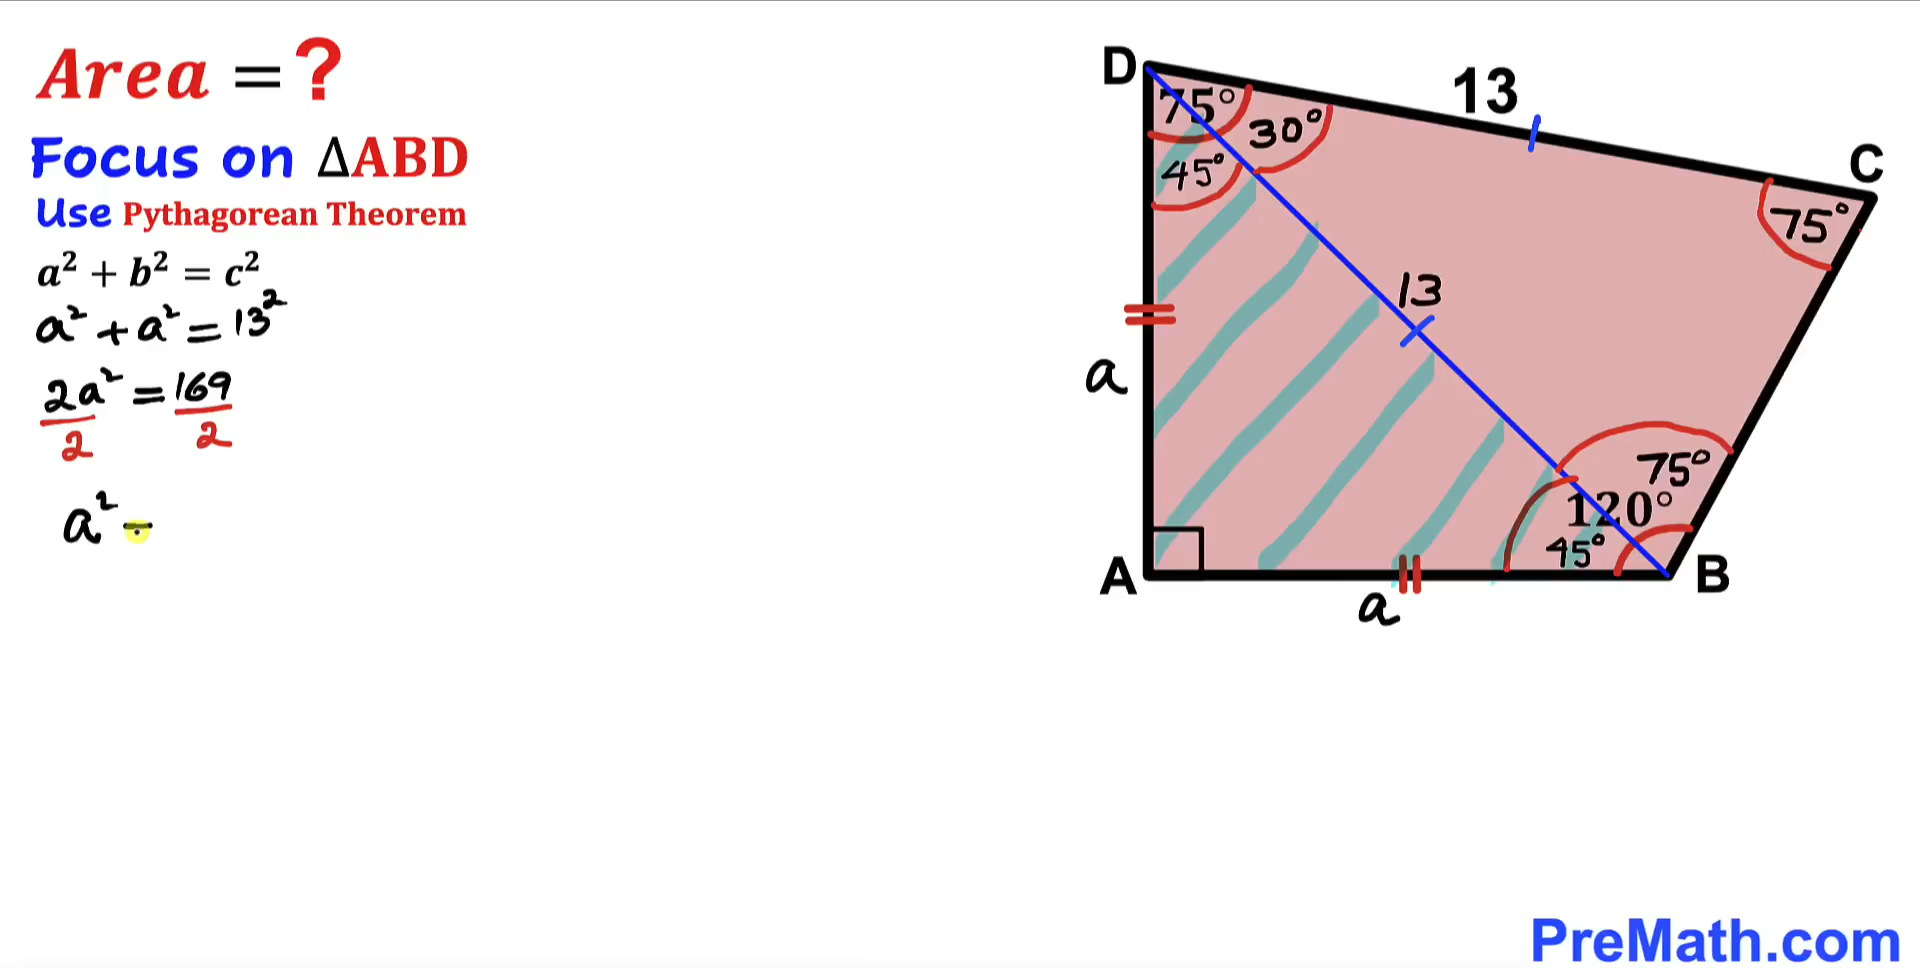 Area = ?
Focus on ΔABD
Use Pythagorean Theorem
a² + b² = c²
a² + a² = 13²
2a² = 169
2 2
a² =
D
13
C
75°
30°
45°
75°
13
a
75°
120°
45°
A
B
a
PreMath.com